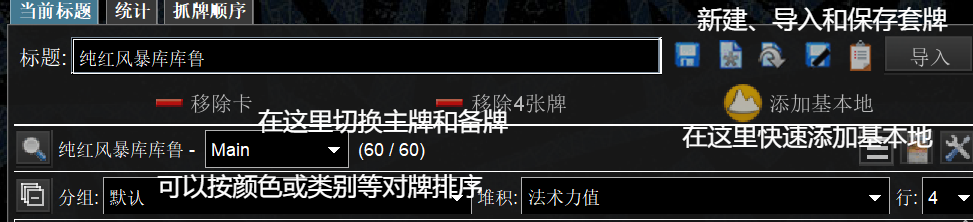 当前标题 统计 抓牌顺序
新建、导入和保存套牌
标题: 纯红风暴库库鲁 导入
移除卡 移除4张牌 添加基本地
在这里切换主牌和备牌
在这里快速添加基本地
纯红风暴库库鲁 - Main (60 / 60)
可以按颜色或类别等对牌排序
分组: 默认 堆积: 法术力值 行: 4